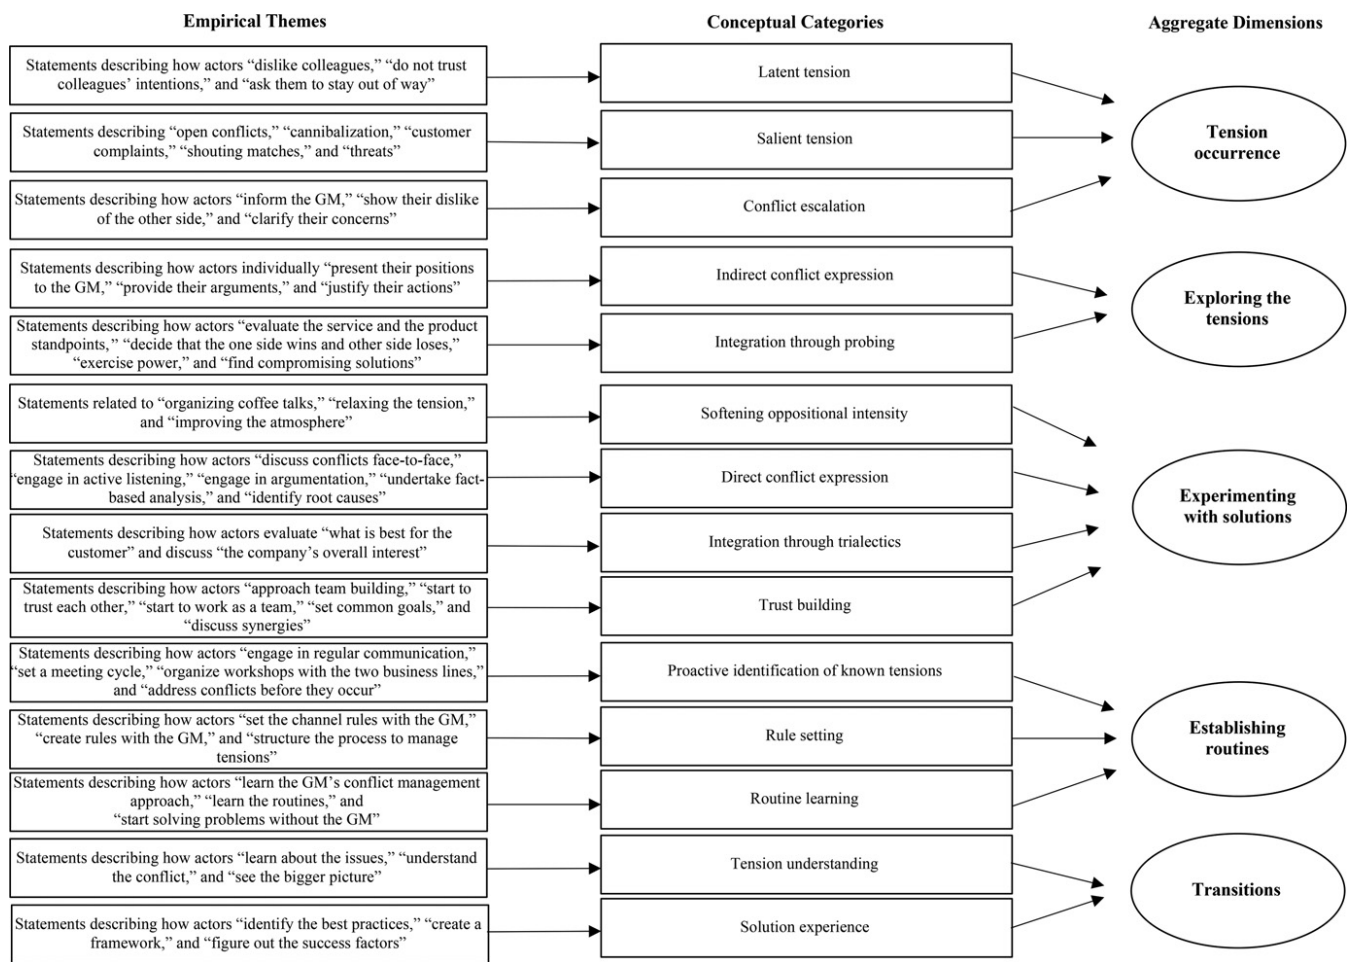 Empirical Themes
Conceptual Categories
Aggregate Dimensions
Statements describing how actors “dislike colleagues,” “do not trust
colleagues’ intentions,” and “ask them to stay out of way”
Latent tension
Statements describing “open conflicts,” “cannibalization,” “customer
complaints,” “shouting matches,” and “threats”
Salient tension
Statements describing how actors “inform the GM,” “show their dislike
of the other side,” and “clarify their concerns”
Conflict escalation
Tension
occurrence
Statements describing how actors individually “present their positions
to the GM,” “provide their arguments,” and “justify their actions”
Indirect conflict expression
Statements describing how actors “evaluate the service and the product
standpoints,” “decide that the one side wins and other side loses,”
“exercise power,” and “find compromising solutions”
Integration through probing
Exploring the
tensions
Statements related to “organizing coffee talks,” “relaxing the tension,”
and “improving the atmosphere”
Softening oppositional intensity
Statements describing how actors “discuss conflicts face-to-face,”
“engage in active listening,” “engage in argumentation,” “undertake fact-
based analysis,” and “identify root causes”
Direct conflict expression
Statements describing how actors evaluate “what is best for the
customer” and discuss “the company’s overall interest”
Integration through trialectics
Statements describing how actors “approach team building,” “start to
trust each other,” “start to work as a team,” “set common goals,” and
“discuss synergies”
Trust building
Experimenting
with solutions
Statements describing how actors “engage in regular communication,”
“set a meeting cycle,” “organize workshops with the two business lines,”
and “address conflicts before they occur”
Proactive identification of known tensions
Statements describing how actors “set the channel rules with the GM,”
“create rules with the GM,” and “structure the process to manage
tensions”
Rule setting
Statements describing how actors “learn the GM’s conflict management
approach,” “learn the routines,” and
“start solving problems without the GM”
Routine learning
Establishing
routines
Statements describing how actors “learn about the issues,” “understand
the conflict,” and “see the bigger picture”
Tension understanding
Statements describing how actors “identify the best practices,” “create a
framework,” and “figure out the success factors”
Solution experience
Transitions